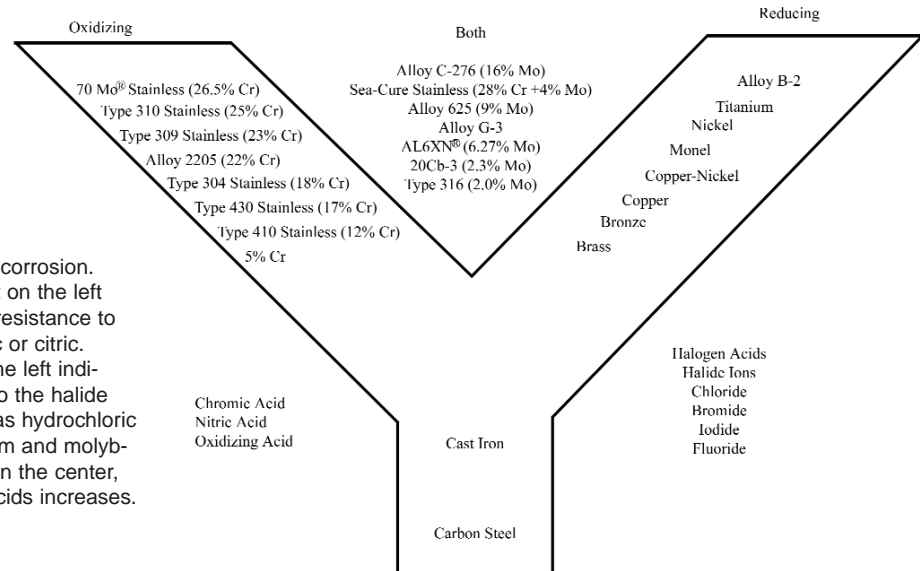 Oxidizing
Both
Reducing
70 Mo® Stainless (26.5% Cr)
Type 310 Stainless (25% Cr)
Type 309 Stainless (23% Cr)
Alloy 2205 (22% Cr)
Type 304 Stainless (18% Cr)
Type 430 Stainless (17% Cr)
Type 410 Stainless (12% Cr)
5% Cr
Alloy C-276 (16% Mo)
Sea-Cure Stainless (28% Cr +4% Mo)
Alloy 625 (9% Mo)
Alloy G-3
AL6XN® (6.27% Mo)
20Cb-3 (2.3% Mo)
Type 316 (2.0% Mo)
Alloy B-2
Titanium
Nickel
Monel
Copper-Nickel
Copper
Bronze
Brass
corrosion.
on the left
resistance to
c or citric.
he left indi-
o the halide
as hydrochloric
m and molyb-
n the center,
cids increases.
Chromic Acid
Nitric Acid
Oxidizing Acid
Cast Iron
Carbon Steel
Halogen Acids
Halide Ions
Chloride
Bromide
Iodide
Fluoride